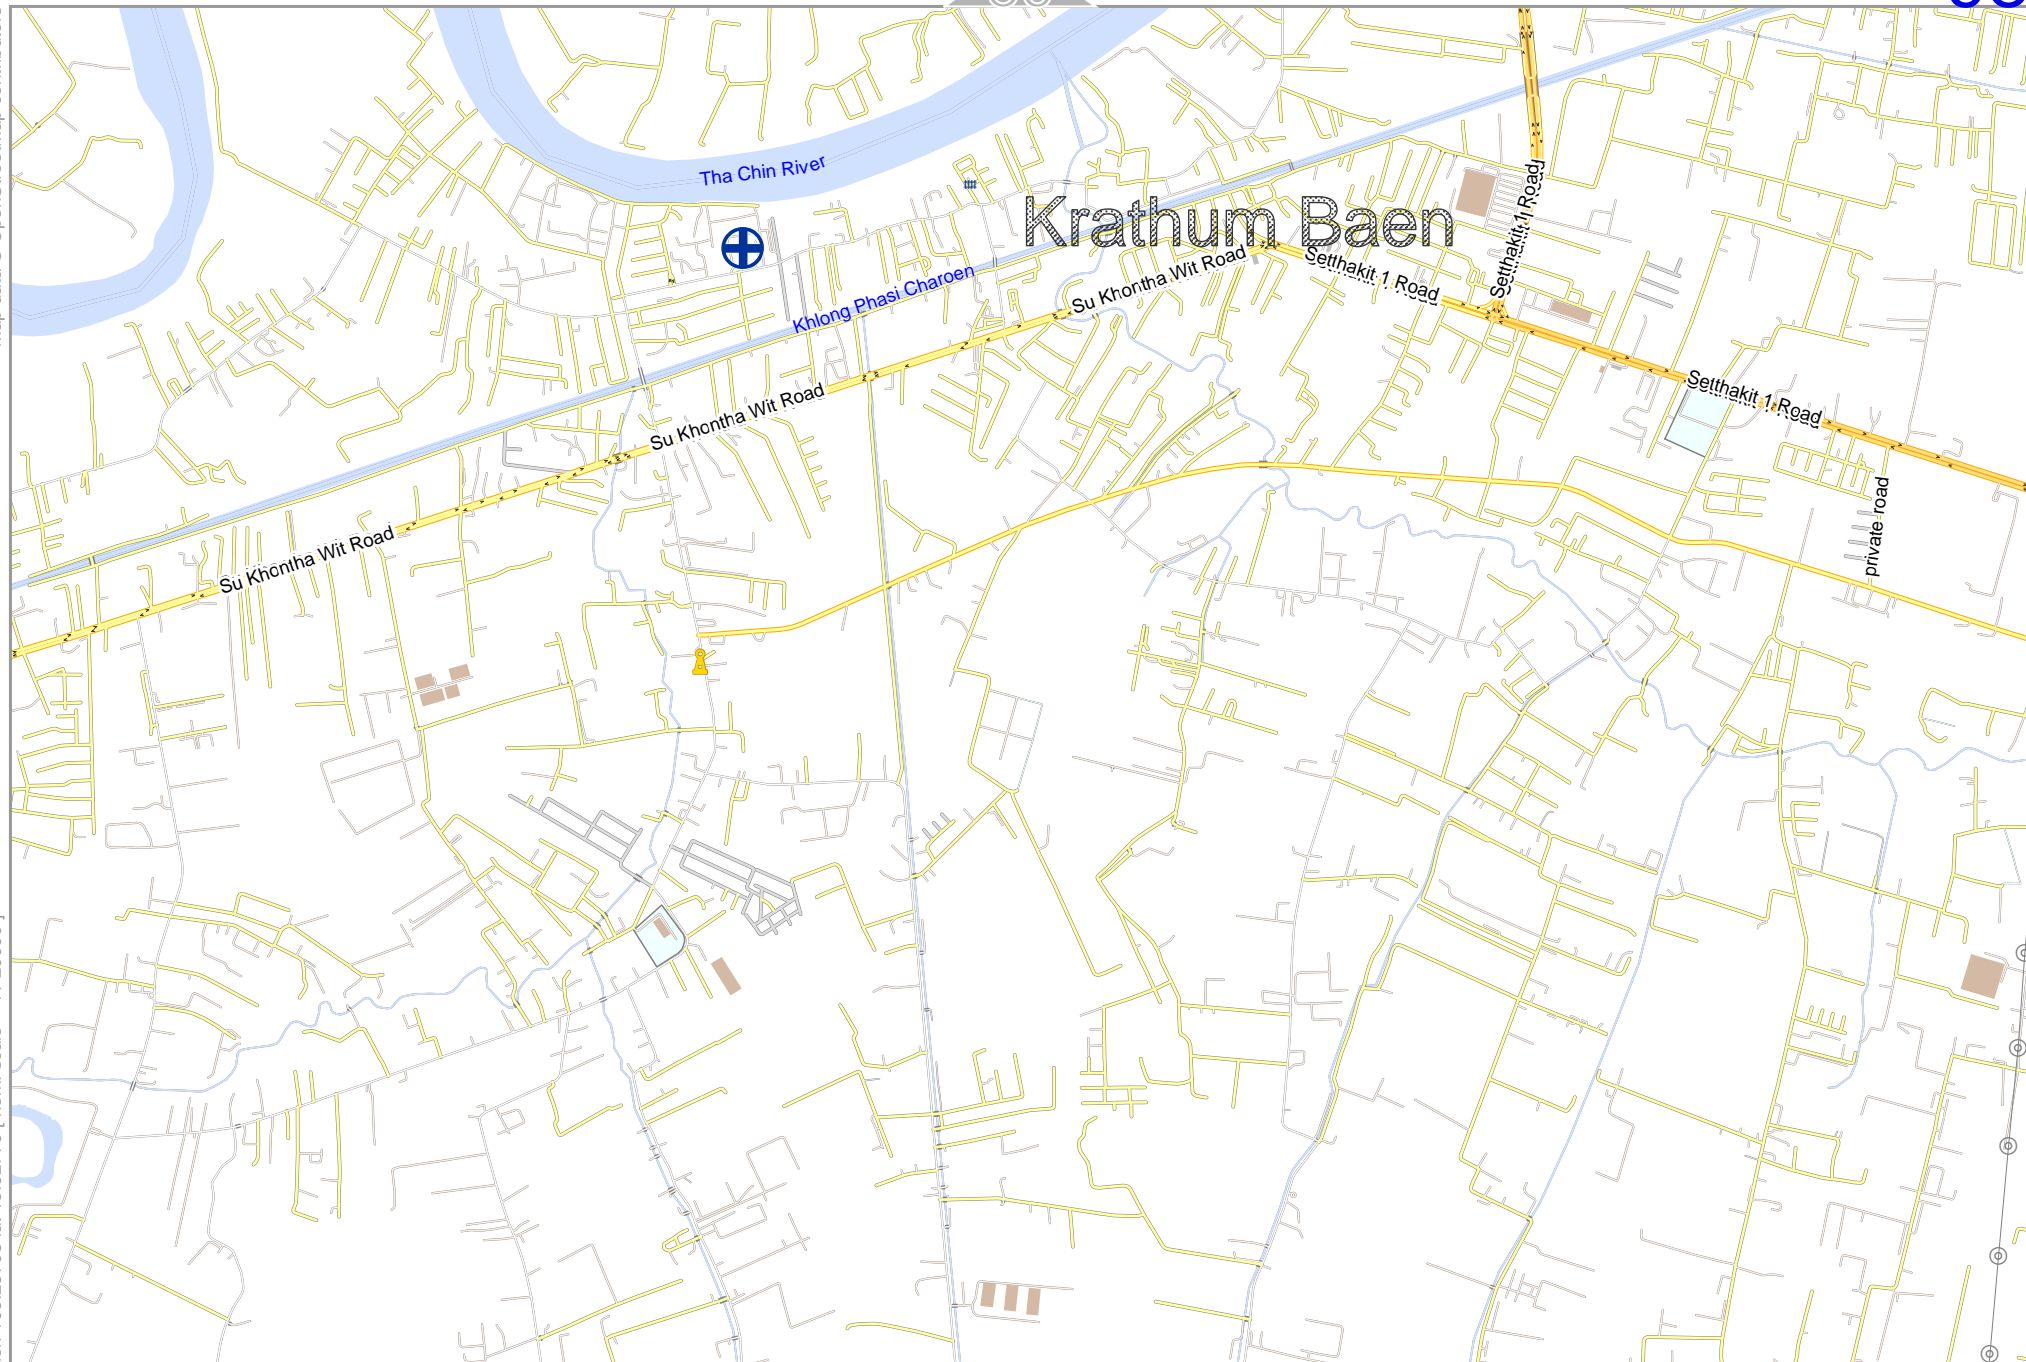 Tha Chin River
Krathum Baen
Setthakit 1 Road
Su Khontha Wit Road
Setthakit 1 Road
Khlong Phasi Charoen
Setthakit 1 Road
Su Khontha Wit Road
private road
Su Khontha Wit Road